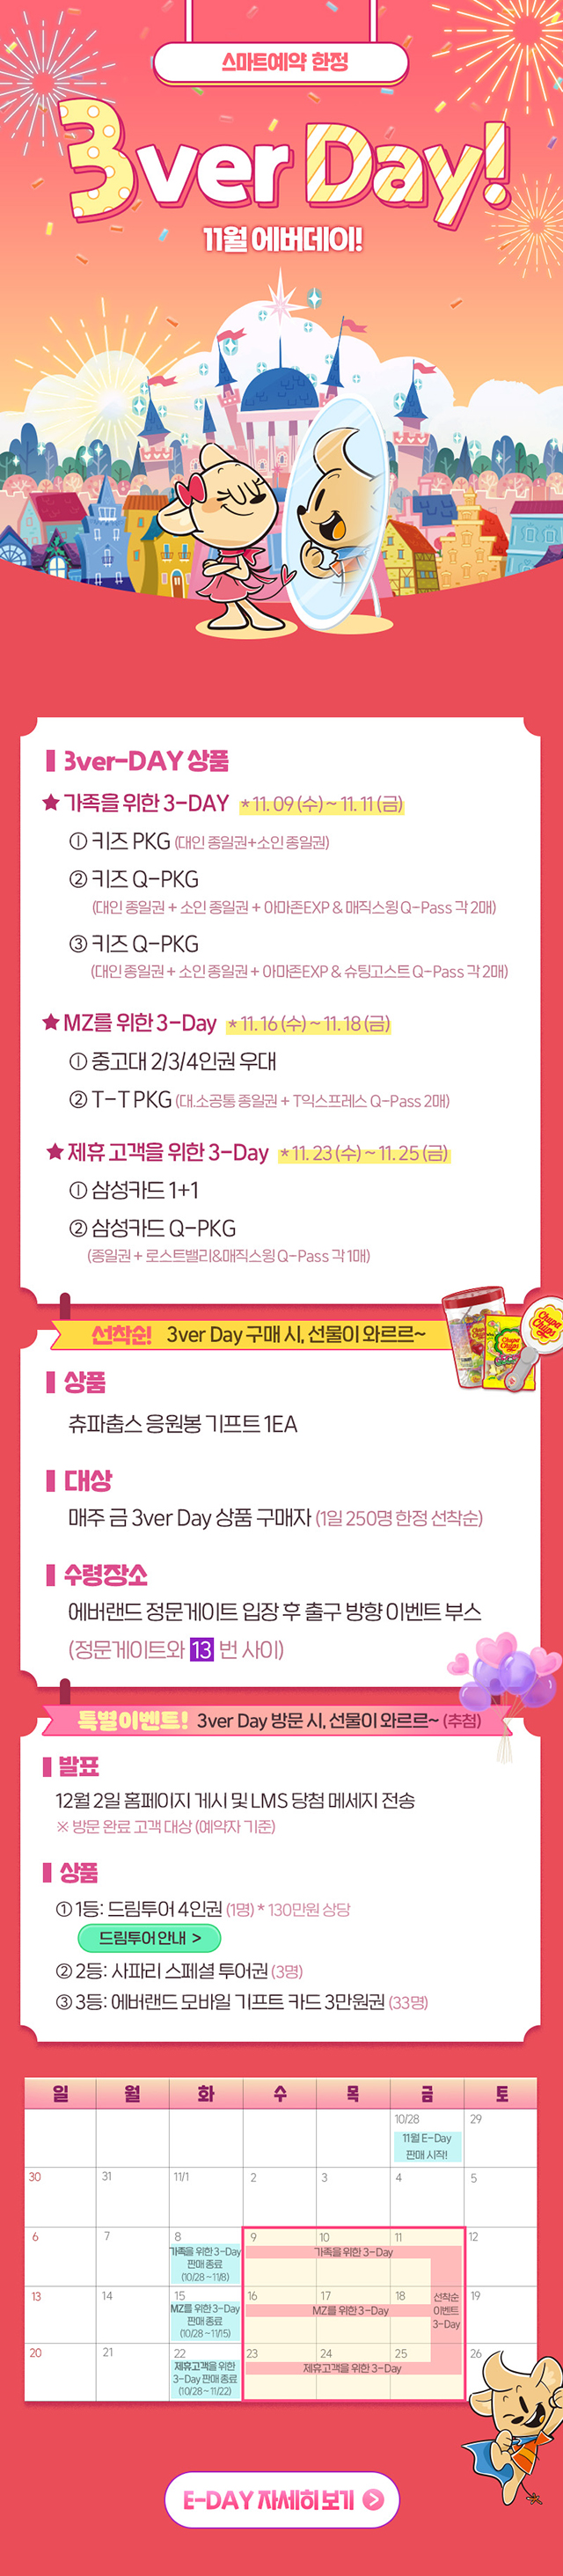 스마트예약 한정
3ver Day!
11월 에버데이!
3ver-DAY 상품
★ 가족을 위한 3-DAY *11. 09 (수) ~ 11. 11 (금)
① 키즈 PKG (대인 종일권+소인 종일권)
② 키즈 Q-PKG
(대인 종일권 + 소인 종일권 + 아마존EXP & 매직스윙 Q-Pass 각 2매)
③ 키즈 Q-PKG
(대인 종일권 + 소인 종일권 + 아마존EXP & 슈팅고스트 Q-Pass 각 2매)
★ MZ를 위한 3-Day *11. 16 (수) ~ 11. 18 (금)
① 중고대 2/3/4인권 우대
② T-T PKG (대.소공통 종일권 + T익스프레스 Q-Pass 2매)
★ 제휴 고객을 위한 3-Day *11. 23 (수) ~ 11. 25 (금)
① 삼성카드 1+1
② 삼성카드 Q-PKG
(종일권 + 로스트밸리&매직스윙 Q-Pass 각 1매)
선착순! 3ver Day 구매 시, 선물이 와르르~
Chupa Chups
상품
츄파춥스 응원봉 기프트 1EA
대상
매주 금 3ver Day 상품 구매자 (1일 250명 한정 선착순)
수령장소
에버랜드 정문게이트 입장 후 출구 방향 이벤트 부스
(정문게이트와 13 번 사이)
특별이벤트! 3ver Day 방문 시, 선물이 와르르~ (추첨)
발표
12월 2일 홈페이지 게시 및 LMS 당첨 메세지 전송
※ 방문 완료 고객 대상 (예약자 기준)
상품
① 1등: 드림투어 4인권 (1명) * 130만원 상당
드림투어 안내 >
② 2등: 사파리 스페셜 투어권 (3명)
③ 3등: 에버랜드 모바일 기프트 카드 3만원권 (33명)
일 월 화 수 목 금 토
10/28 29
11월 E-Day
판매 시작!
30 31 11/1 2 3 4 5
6 7 8 9 10 11 12
가족을 위한 3-Day
판매 종료
(10/28 ~ 11/8)
가족을 위한 3-Day
13 14 15 16 17 18 19
MZ를 위한 3-Day
판매 종료
(10/28 ~ 11/15)
MZ를 위한 3-Day
선착순
이벤트
3-Day
20 21 22 23 24 25 26
제휴고객을 위한
3-Day 판매 종료
(10/28 ~ 11/22)
제휴고객을 위한 3-Day
E-DAY 자세히 보기 >